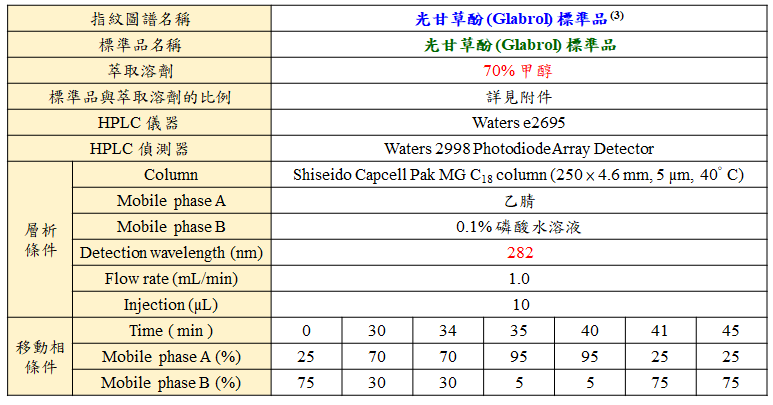 指紋圖譜名稱 光甘草酚(Glabrol)標準品(3)
標準品名稱 光甘草酚(Glabrol)標準品
萃取溶劑 70%甲醇
標準品與萃取溶劑的比例 詳見附件
HPLC 儀器 Waters e2695
HPLC 偵測器 Waters 2998 Photodiode Array Detector
層析條件
Column Shiseido Capcell Pak MG C18 column (250 x 4.6 mm, 5 μm, 40° C)
Mobile phase A 乙腈
Mobile phase B 0.1% 磷酸水溶液
Detection wavelength (nm) 282
Flow rate (mL/min) 1.0
Injection (μL) 10
移動相條件
Time ( min ) 0 30 34 35 40 41 45
Mobile phase A (%) 25 70 70 95 95 25 25
Mobile phase B (%) 75 30 30 5 5 75 75